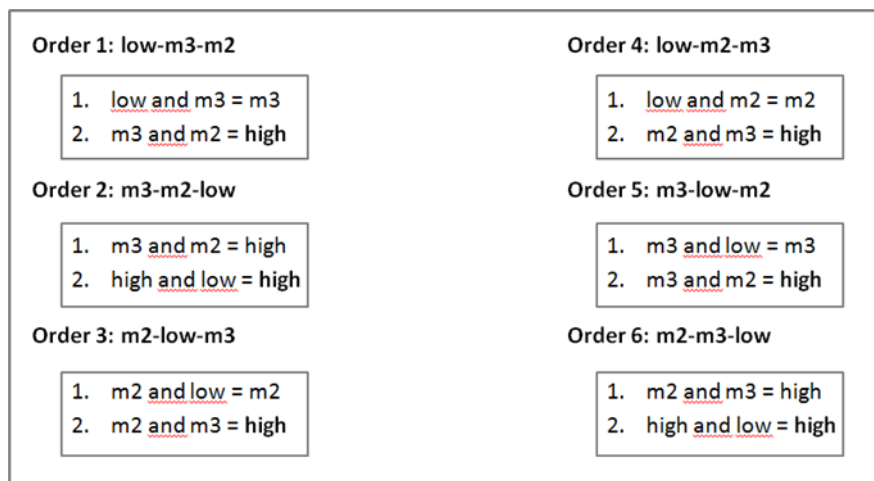 Order 1: low-m3-m2
1. low and m3 = m3
2. m3 and m2 = high
Order 2: m3-m2-low
1. m3 and m2 = high
2. high and low = high
Order 3: m2-low-m3
1. m2 and low = m2
2. m2 and m3 = high
Order 4: low-m2-m3
1. low and m2 = m2
2. m2 and m3 = high
Order 5: m3-low-m2
1. m3 and low = m3
2. m3 and m2 = high
Order 6: m2-m3-low
1. m2 and m3 = high
2. high and low = high